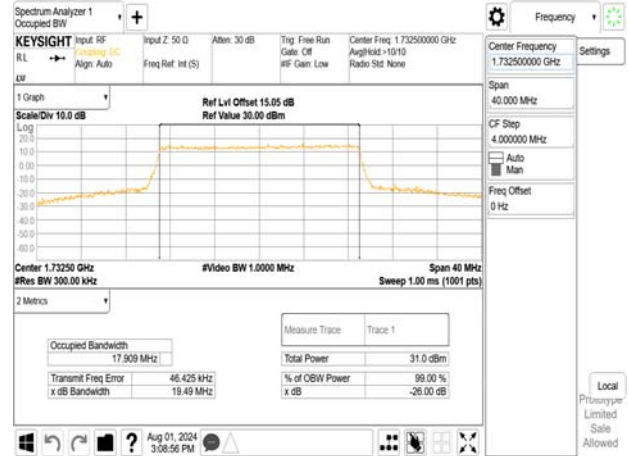 Spectrum Analyzer 1
Occupied BW
Frequency
KEYSIGHT
RL
Input: RF
Coupling: DC
Align: Auto
Input Z: 50 Ω
Freq Ref: Int (S)
Atten: 30 dB
Trig: Free Run
Gate: Off
#IF Gain: Low
Center Freq: 1.732500000 GHz
Avg|Hold:>10/10
Radio Std: None
Center Frequency
1.732500000 GHz
Settings
Span
40.000 MHz
CF Step
4.000000 MHz
Auto
Man
Freq Offset
0 Hz
1 Graph
Scale/Div 10.0 dB
Ref Lvl Offset 15.05 dB
Ref Value 30.00 dBm
Log
20.0
10.0
0.00
-10.0
-20.0
-30.0
-40.0
-50.0
-60.0
Center 1.73250 GHz
#Video BW 1.0000 MHz
Span 40 MHz
#Res BW 300.00 kHz
Sweep 1.00 ms (1001 pts)
2 Metrics
Measure Trace
Trace 1
Occupied Bandwidth
17.909 MHz
Total Power
31.0 dBm
Transmit Freq Error
46.425 kHz
% of OBW Power
99.00 %
x dB Bandwidth
19.49 MHz
x dB
-26.00 dB
Local
Prototype
Limited
Sale
Allowed
?
Aug 01, 2024
3:08:56 PM